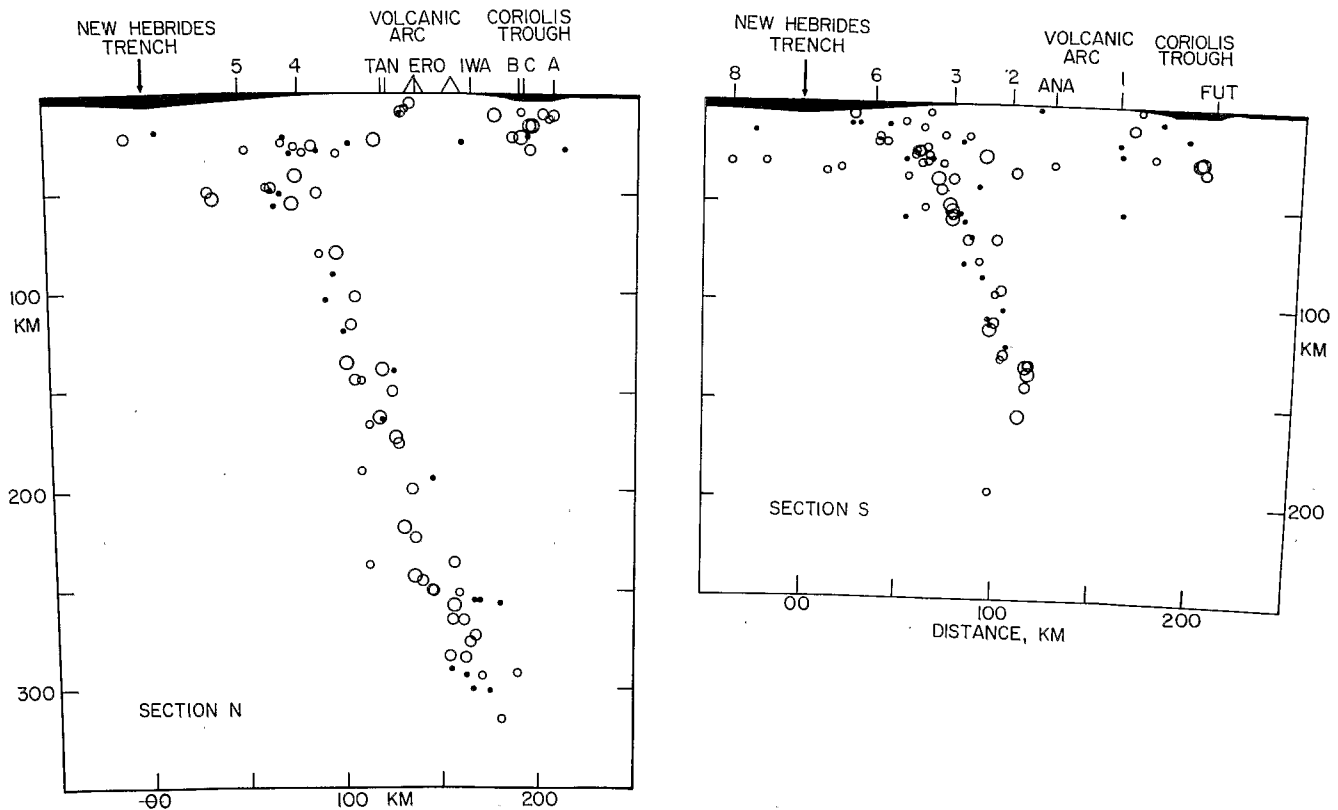 NEW HEBRIDES
TRENCH
VOLCANIC
ARC
CORIOLIS
TROUGH
5 4 TAN ERO IWA B C A
100
KM
200
300
SECTION N
00 100 KM 200
NEW HEBRIDES
TRENCH
VOLCANIC
ARC
CORIOLIS
TROUGH
8 6 3 2 ANA 1 FUT
100
KM
200
SECTION S
00 100 200
DISTANCE, KM